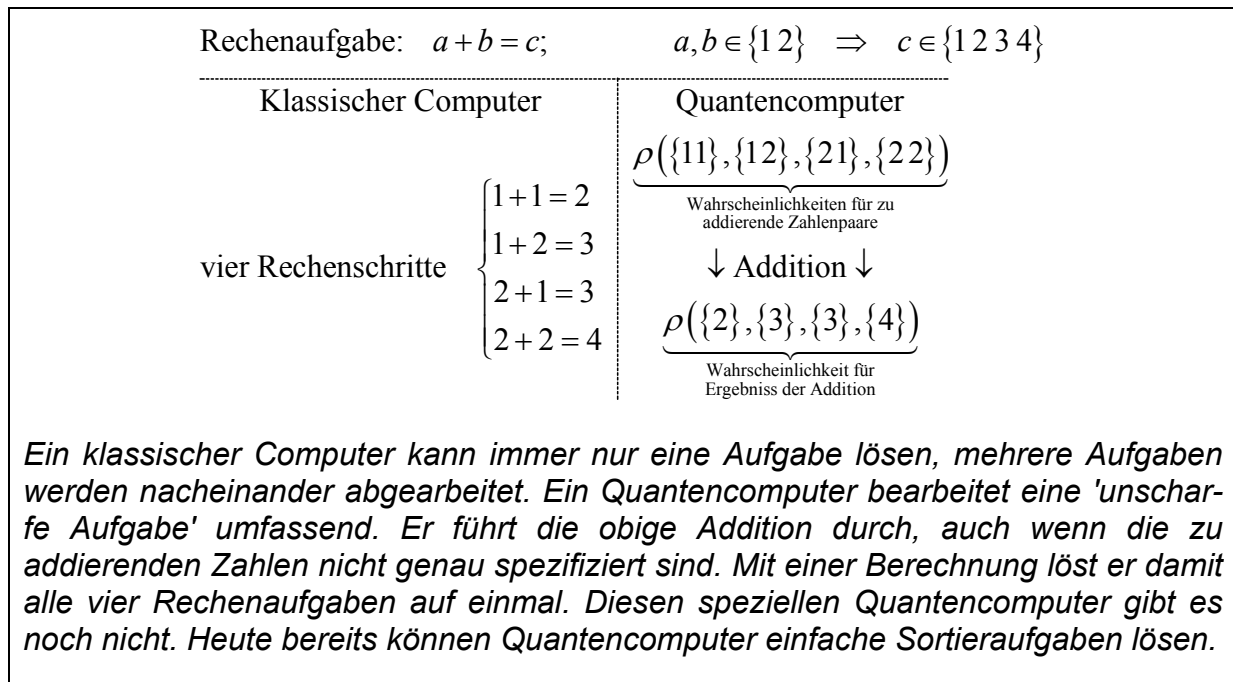 Rechenaufgabe: a + b = c; a, b ∈ {1 2} ⇒ c ∈ {1 2 3 4}
Klassischer Computer
vier Rechenschritte
1 + 1 = 2
1 + 2 = 3
2 + 1 = 3
2 + 2 = 4
Quantencomputer
ρ({11}, {12}, {21}, {22})
Wahrscheinlichkeiten für zu
addierende Zahlenpaare
↓ Addition ↓
ρ({2}, {3}, {3}, {4})
Wahrscheinlichkeit für
Ergebniss der Addition
Ein klassischer Computer kann immer nur eine Aufgabe lösen, mehrere Aufgaben
werden nacheinander abgearbeitet. Ein Quantencomputer bearbeitet eine 'unschar-
fe Aufgabe' umfassend. Er führt die obige Addition durch, auch wenn die zu
addierenden Zahlen nicht genau spezifiziert sind. Mit einer Berechnung löst er damit
alle vier Rechenaufgaben auf einmal. Diesen speziellen Quantencomputer gibt es
noch nicht. Heute bereits können Quantencomputer einfache Sortieraufgaben lösen.